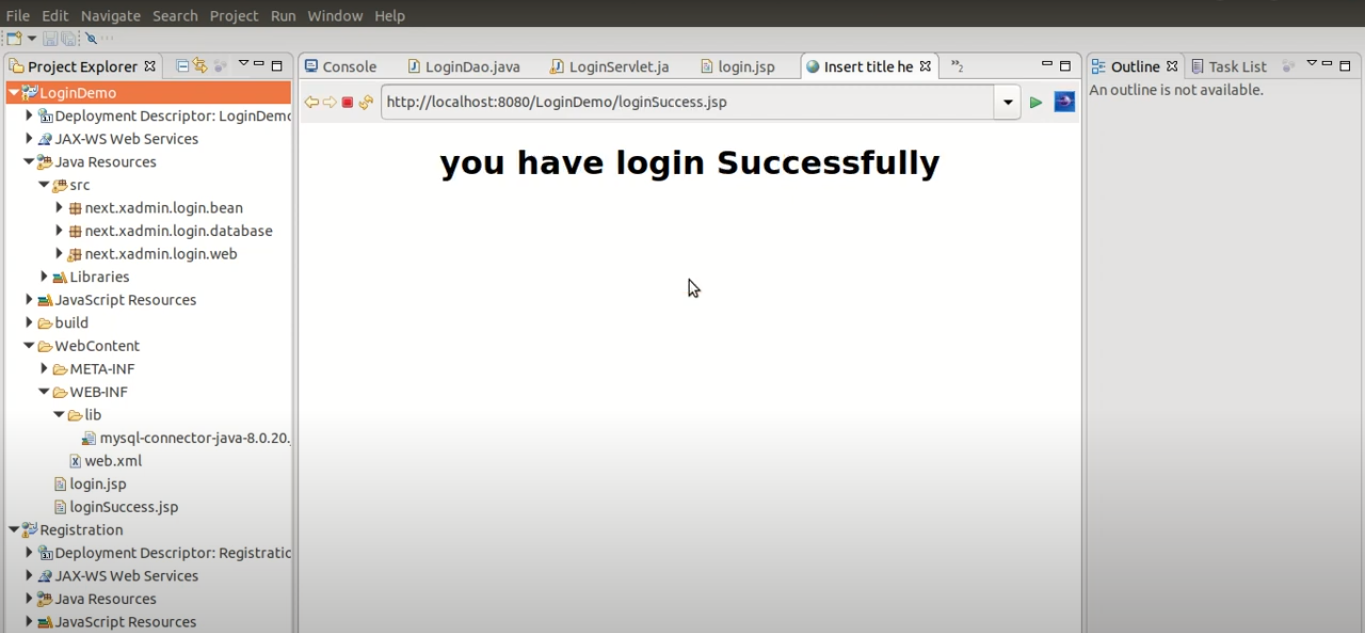 File Edit Navigate Search Project Run Window Help
Project Explorer
LoginDemo
Deployment Descriptor: LoginDemo
JAX-WS Web Services
Java Resources
src
next.xadmin.login.bean
next.xadmin.login.database
next.xadmin.login.web
Libraries
JavaScript Resources
build
WebContent
META-INF
WEB-INF
lib
mysql-connector-java-8.0.20.
web.xml
login.jsp
loginSuccess.jsp
Registration
Deployment Descriptor: Registratic
JAX-WS Web Services
Java Resources
JavaScript Resources
Console LoginDao.java LoginServlet.ja login.jsp Insert title he »2
http://localhost:8080/LoginDemo/loginSuccess.jsp
you have login Successfully
Outline Task List
An outline is not available.